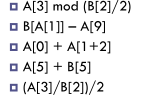 A[3] mod (B[2]/2)
B[A[1]] – A[9]
A[0] + A[1+2]
A[5] + B[5]
(A[3]/B[2])/2